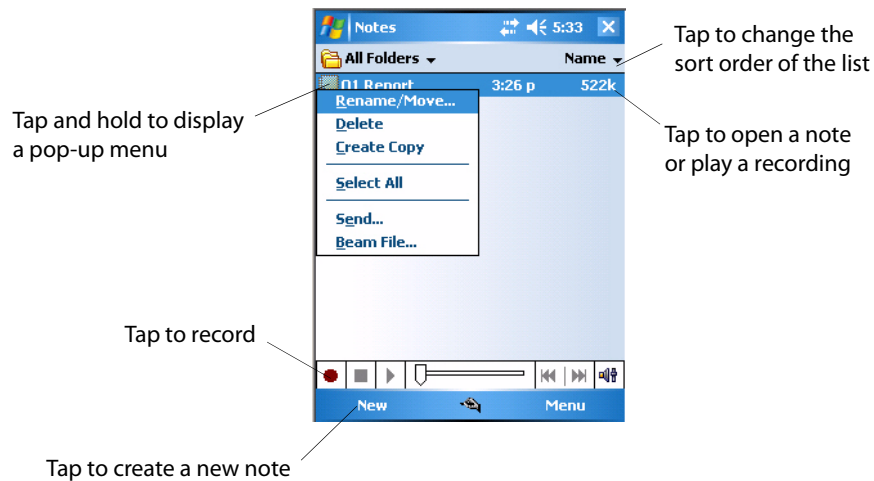 Notes 5:33
Tap to change the
sort order of the list
All Folders Name
01 Report 3:26 p 522k
Tap and hold to display
a pop-up menu
Rename/Move...
Delete
Create Copy
Select All
Send...
Beam File...
Tap to open a note
or play a recording
Tap to record
New Menu
Tap to create a new note